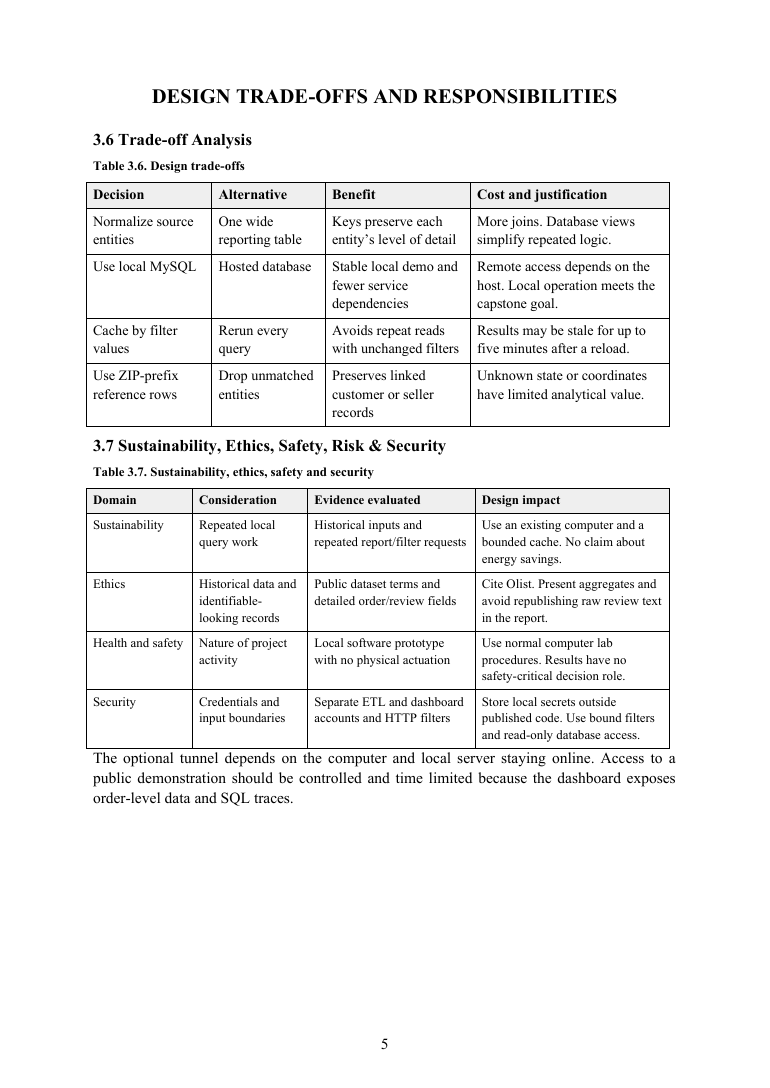 DESIGN TRADE-OFFS AND RESPONSIBILITIES
3.6 Trade-off Analysis
Table 3.6. Design trade-offs
Decision Alternative Benefit Cost and justification
Normalize source One wide Keys preserve each More joins. Database views
entities reporting table entity’s level of detail simplify repeated logic.
Use local MySQL Hosted database Stable local demo and Remote access depends on the
fewer service host. Local operation meets the
dependencies capstone goal.
Cache by filter Rerun every Avoids repeat reads Results may be stale for up to
values query with unchanged filters five minutes after a reload.
Use ZIP-prefix Drop unmatched Preserves linked Unknown state or coordinates
reference rows entities customer or seller have limited analytical value.
records
3.7 Sustainability, Ethics, Safety, Risk & Security
Table 3.7. Sustainability, ethics, safety and security
Domain Consideration Evidence evaluated Design impact
Sustainability Repeated local Historical inputs and Use an existing computer and a
query work repeated report/filter requests bounded cache. No claim about
energy savings.
Ethics Historical data and Public dataset terms and Cite Olist. Present aggregates and
identifiable- detailed order/review fields avoid republishing raw review text
looking records in the report.
Health and safety Nature of project Local software prototype Use normal computer lab
activity with no physical actuation procedures. Results have no
safety-critical decision role.
Security Credentials and Separate ETL and dashboard Store local secrets outside
input boundaries accounts and HTTP filters published code. Use bound filters
and read-only database access.
The optional tunnel depends on the computer and local server staying online. Access to a
public demonstration should be controlled and time limited because the dashboard exposes
order-level data and SQL traces.
5